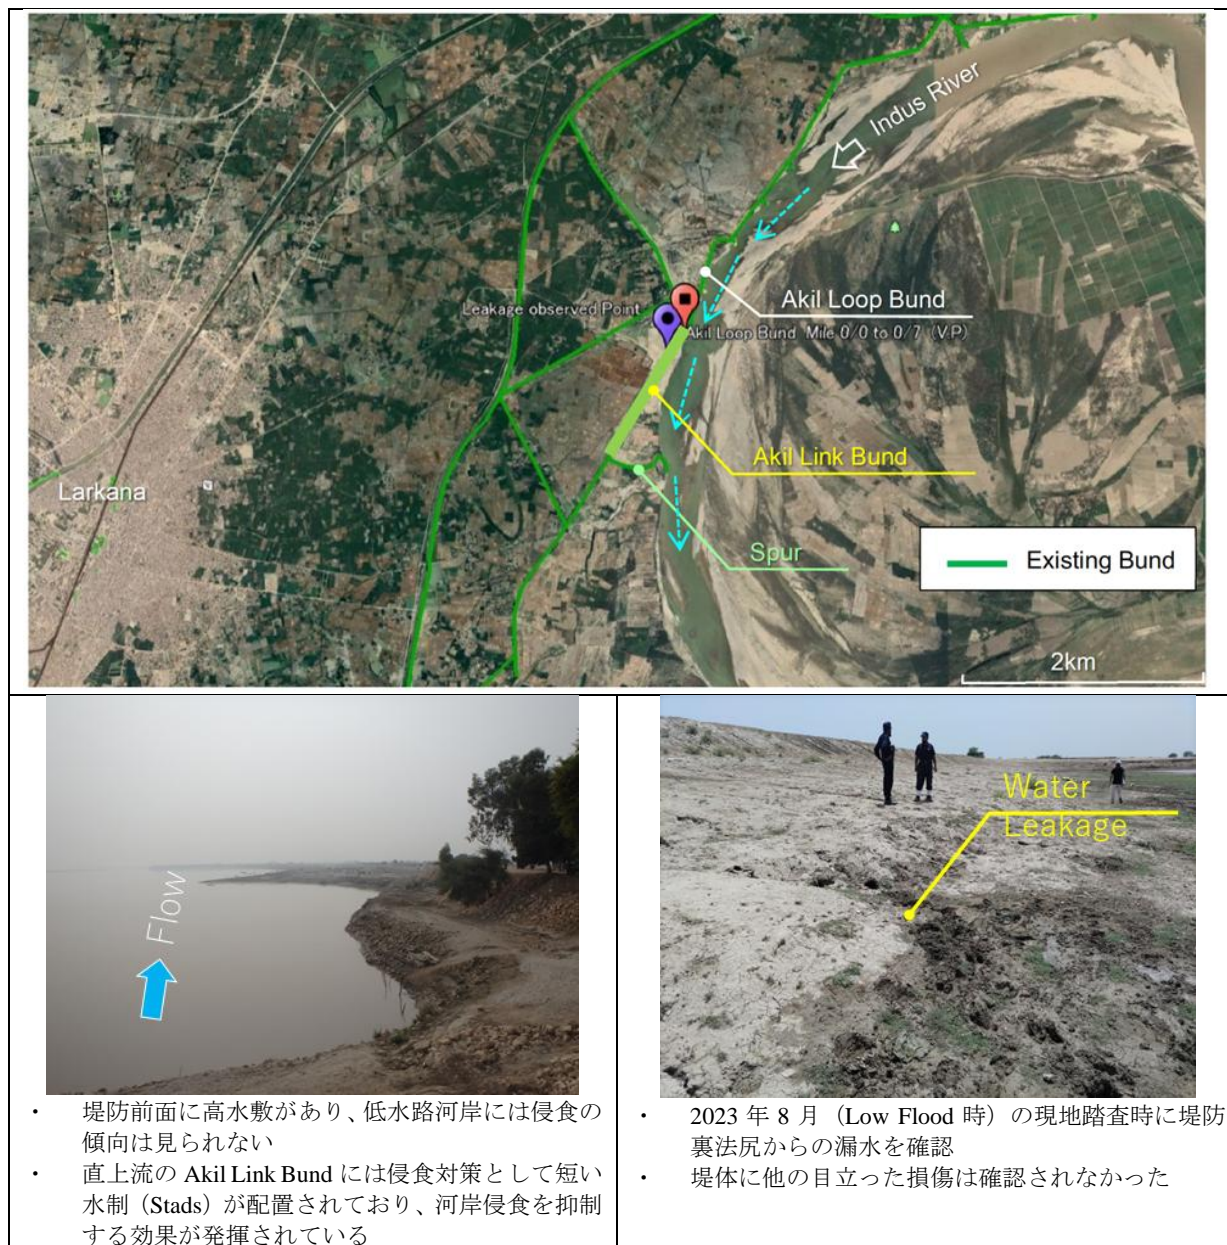 Indus River
Akil Loop Bund
Leakage observed Point
Akil Loop Bund Mile 0/0 to 0/7 (V.P)
Akil Link Bund
Larkana
Spur
Existing Bund
2km
Flow
・ 堤防前面に高水敷があり、低水路河岸には侵食の
傾向は見られない
・ 直上流の Akil Link Bund には侵食対策として短い
水制（Stads）が配置されており、河岸侵食を抑制
する効果が発揮されている
Water
Leakage
・ 2023 年 8 月（Low Flood 時）の現地踏査時に堤防
裏法尻からの漏水を確認
・ 堤体に他の目立った損傷は確認されなかった